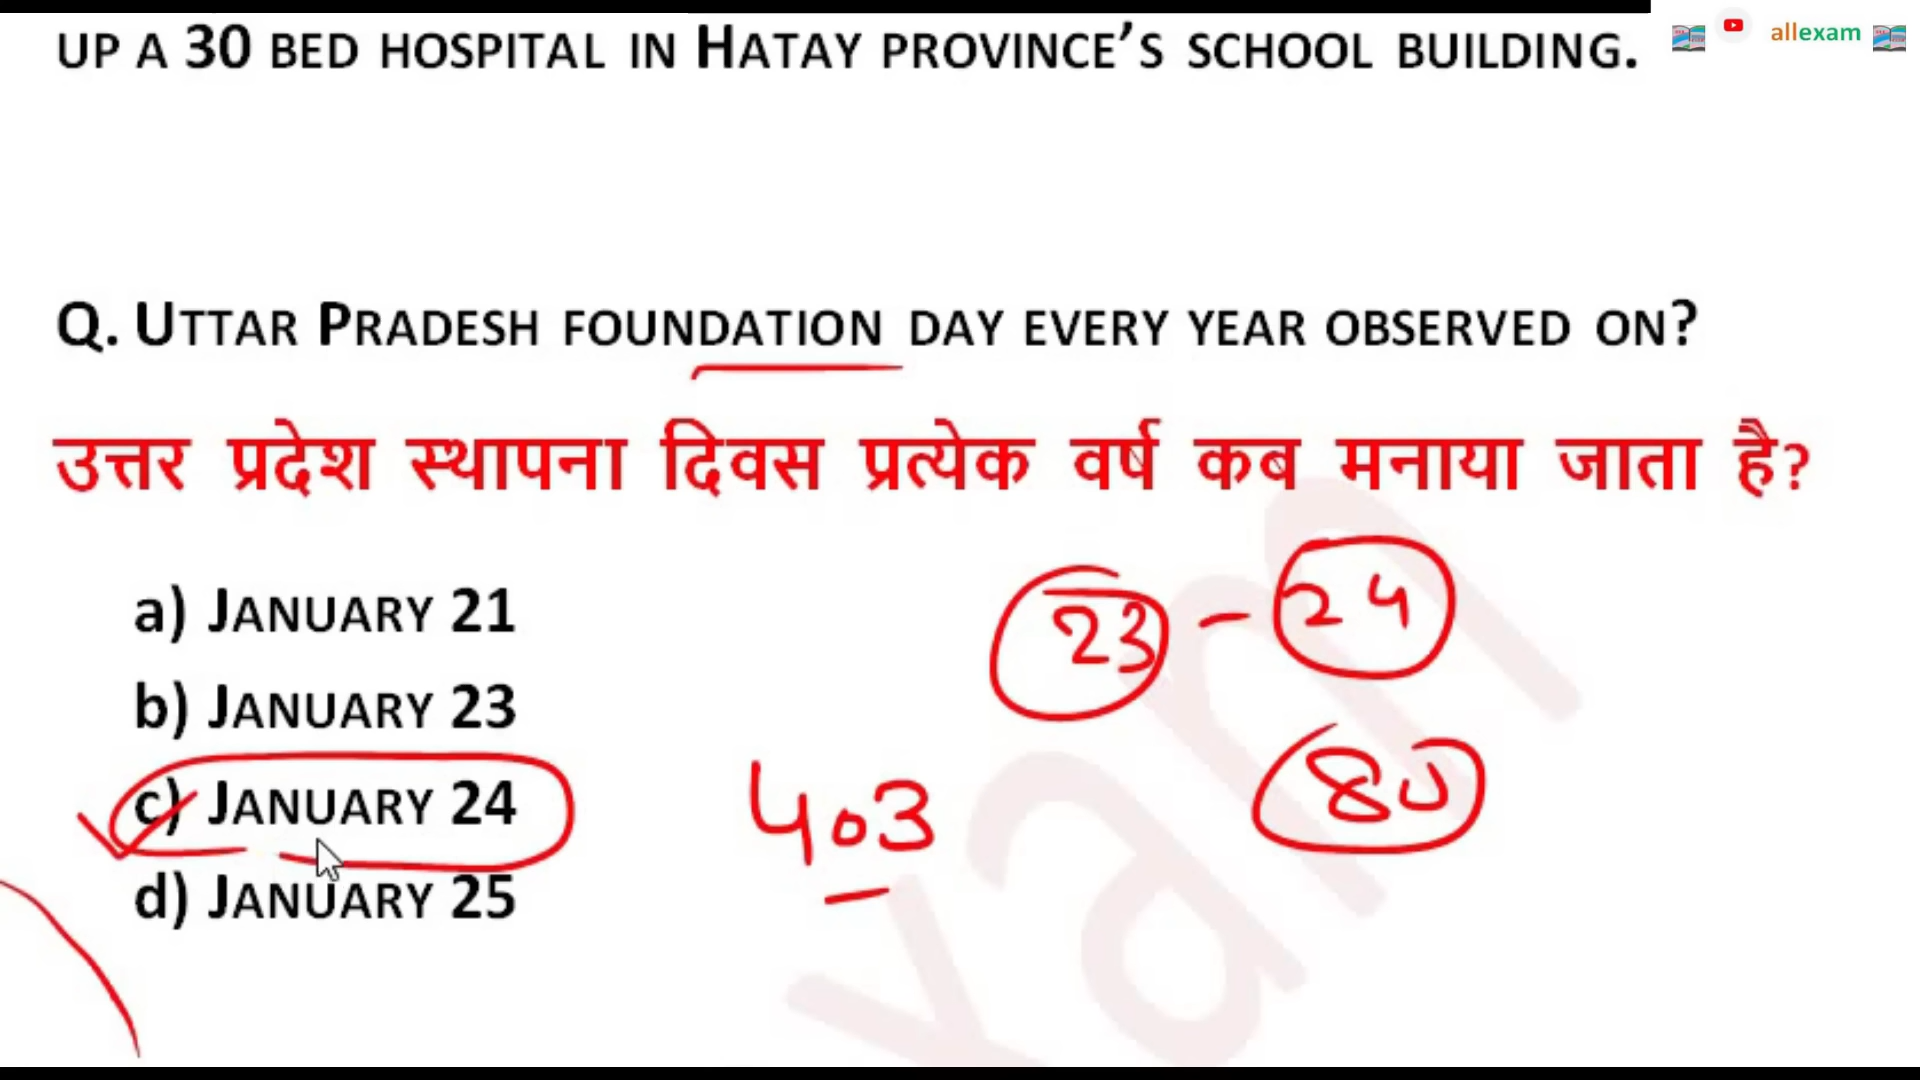 UP A 30 BED HOSPITAL IN HATAY PROVINCE'S SCHOOL BUILDING.
allexam
Q. UTTAR PRADESH FOUNDATION DAY EVERY YEAR OBSERVED ON?
उत्तर प्रदेश स्थापना दिवस प्रत्येक वर्ष कब मनाया जाता है?
a) JANUARY 21
b) JANUARY 23
c) JANUARY 24
d) JANUARY 25
23 - 24
403
80